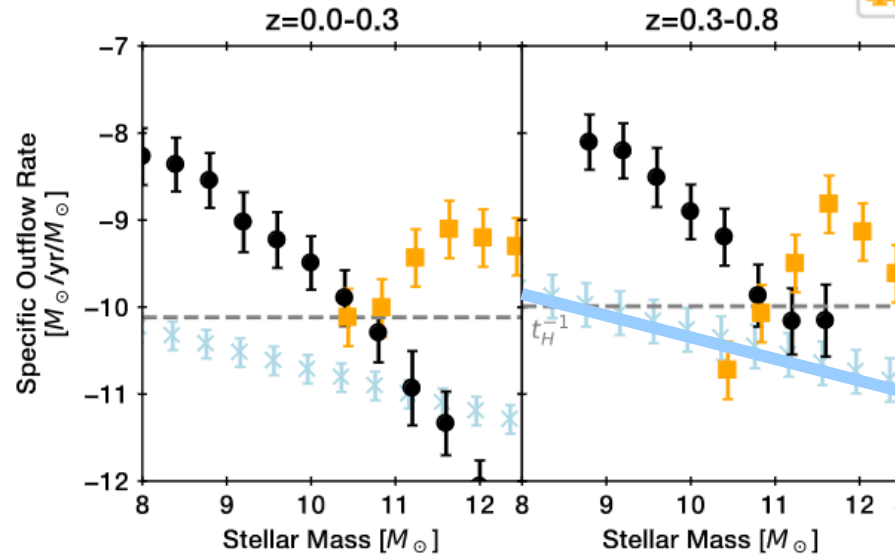 z=0.0-0.3
z=0.3-0.8
Specific Outflow Rate
[M⊙/yr/M⊙]
−7
−8
−9
−10
−11
−12
t_H^−1
8 9 10 11 12
8 9 10 11 12
Stellar Mass [M⊙]
Stellar Mass [M⊙]